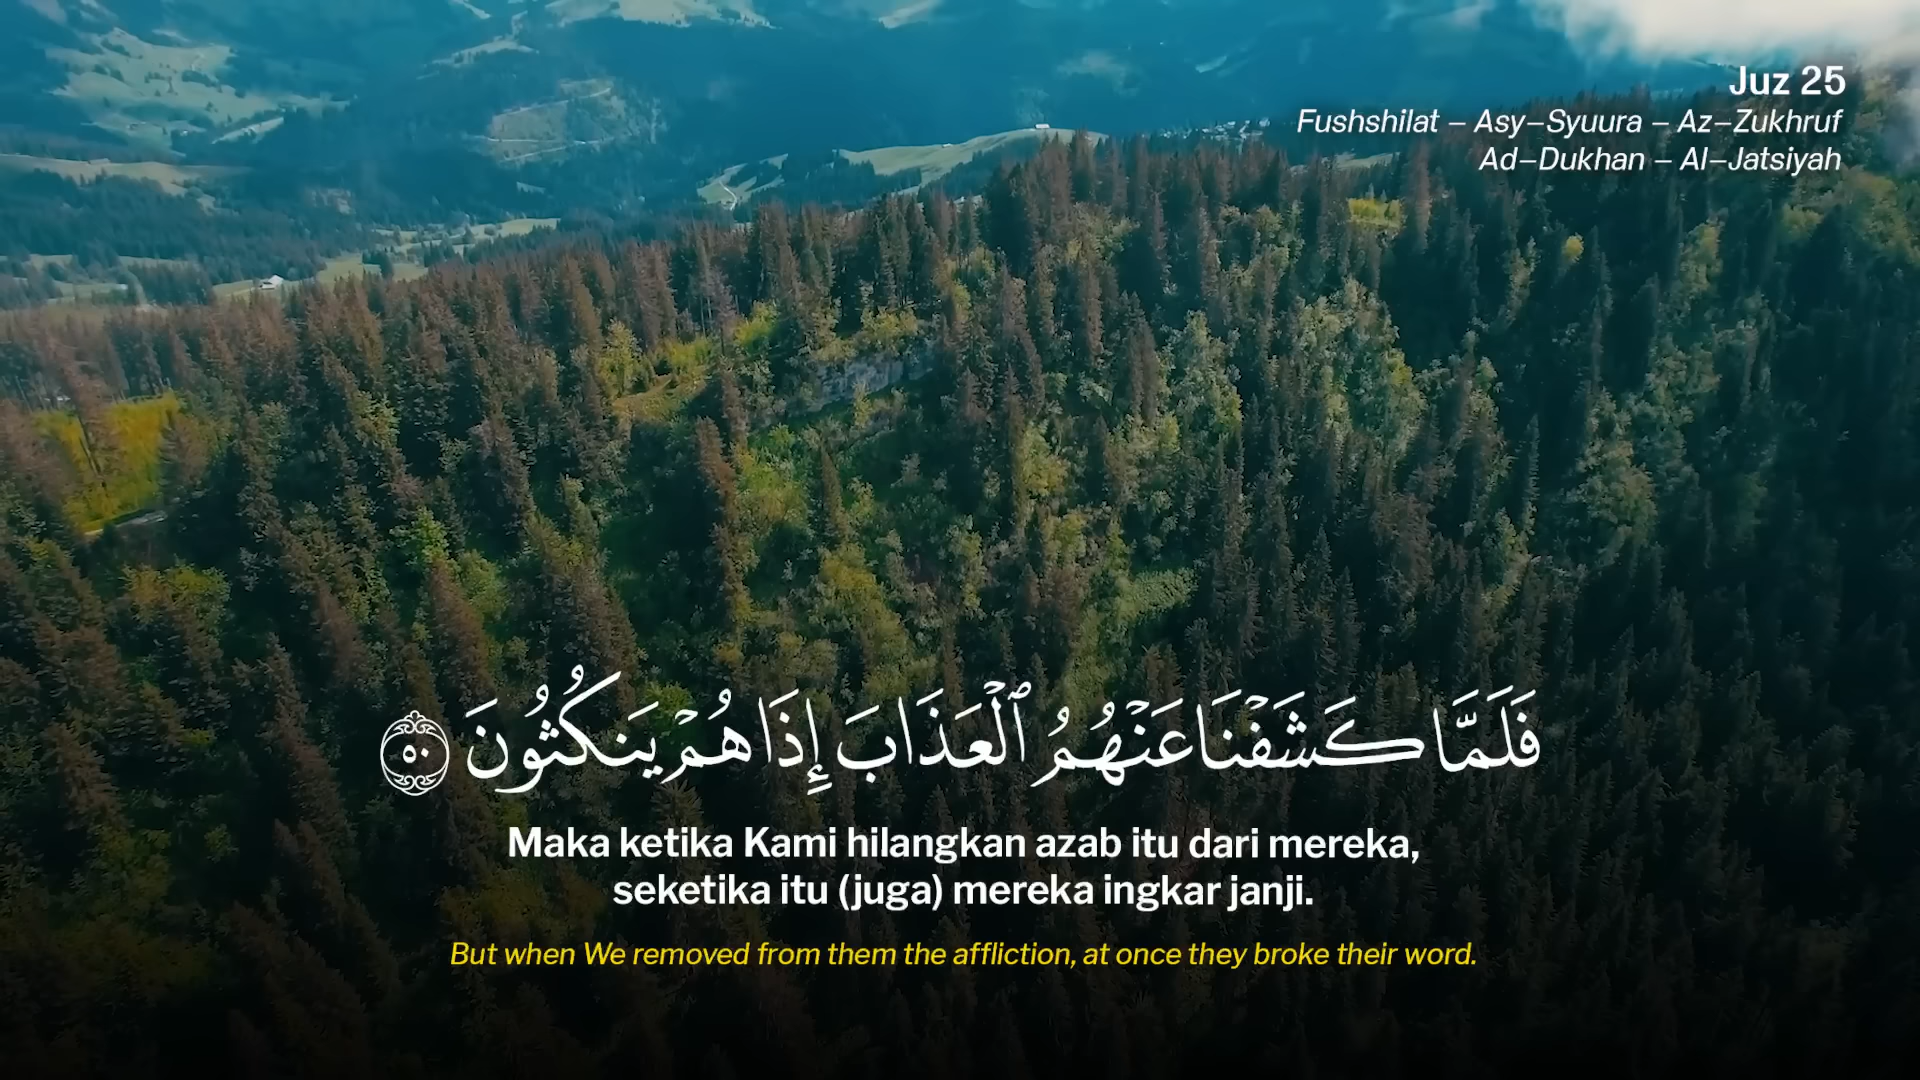 Juz 25
Fushshilat – Asy–Syuura – Az–Zukhruf
Ad–Dukhan – Al–Jatsiyah
فَلَمَّا كَشَفْنَا عَنْهُمُ ٱلْعَذَابَ إِذَا هُمْ يَنكُثُونَ ٥٠
Maka ketika Kami hilangkan azab itu dari mereka,
seketika itu (juga) mereka ingkar janji.
But when We removed from them the affliction, at once they broke their word.